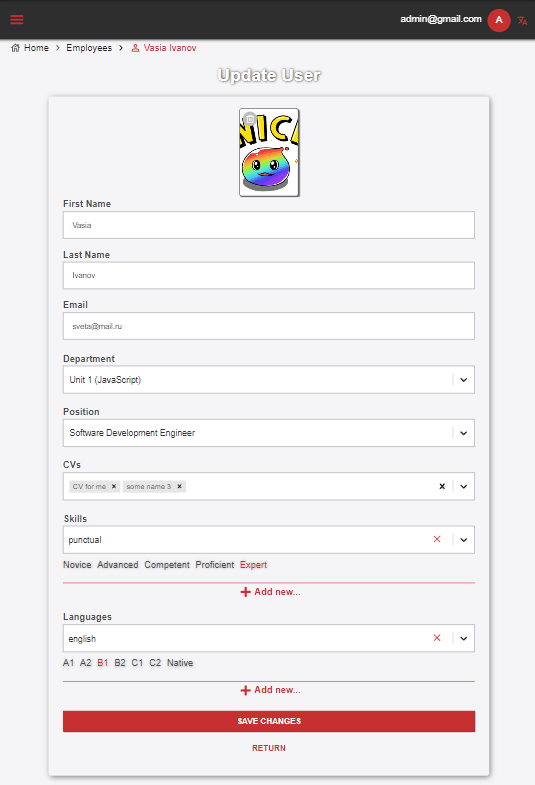 admin@gmail.com A
Home > Employees > Vasia Ivanov
Update User
NICA
First Name
Vasia
Last Name
Ivanov
Email
sveta@mail.ru
Department
Unit 1 (JavaScript)
Position
Software Development Engineer
CVs
CV for me × some name 3 ×
Skills
punctual
Novice Advanced Competent Proficient Expert
+ Add new...
Languages
english
A1 A2 B1 B2 C1 C2 Native
+ Add new...
SAVE CHANGES
RETURN